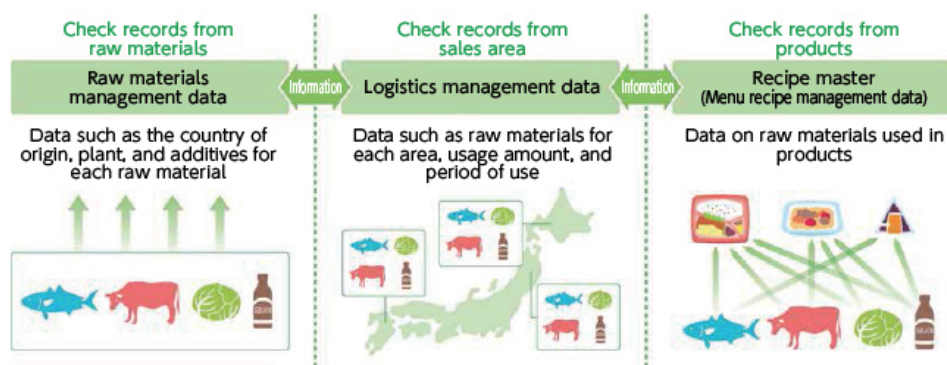 Check records from
raw materials
Raw materials
management data
Data such as the country of
origin, plant, and additives for
each raw material
Information
Check records from
sales area
Logistics management data
Data such as raw materials for
each area, usage amount, and
period of use
Information
Check records from
products
Recipe master
(Menu recipe management data)
Data on raw materials used in
products
SAUCE
SAUCE